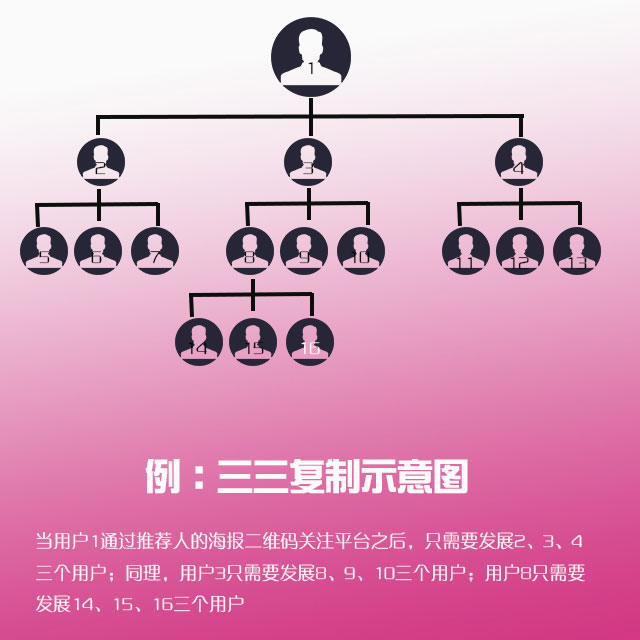 1
2 3 4
5 6 7 8 9 10 11 12 13
14 15 16
例：三三复制示意图
当用户1通过推荐人的海报二维码关注平台之后，只需要发展2、3、4
三个用户；同理，用户3只需要发展8、9、10三个用户；用户8只需要
发展14、15、16三个用户